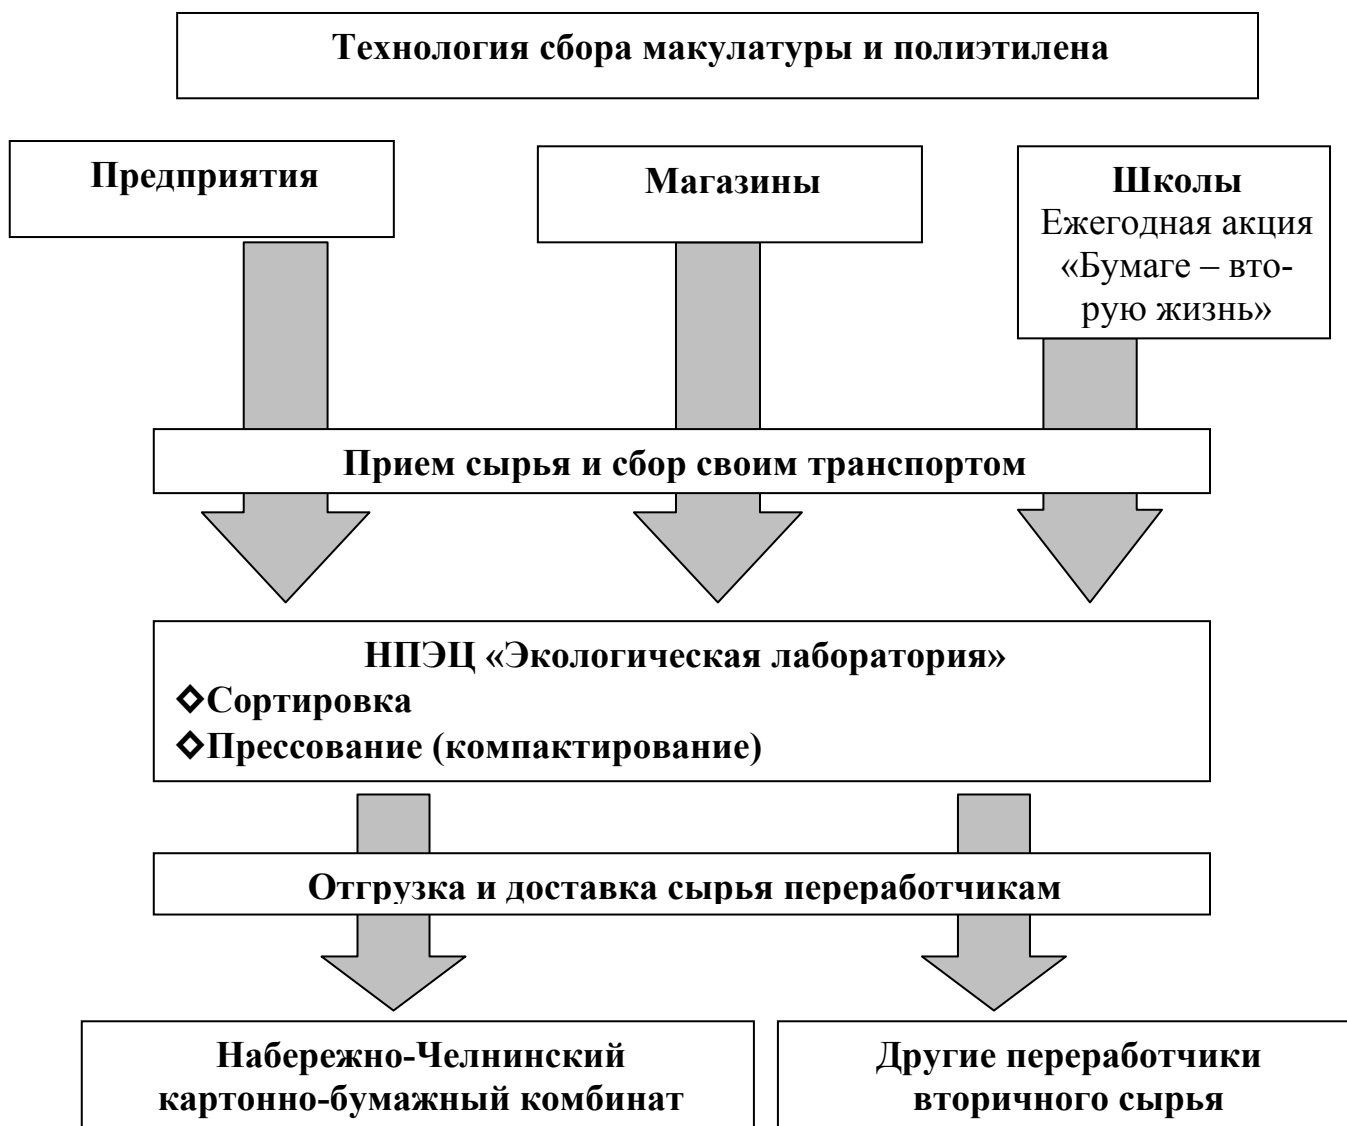 Технология сбора макулатуры и полиэтилена
Предприятия
Магазины
Школы
Ежегодная акция
«Бумаге – вто-
рую жизнь»
Прием сырья и сбор своим транспортом
НПЭЦ «Экологическая лаборатория»
Сортировка
Прессование (компактирование)
Отгрузка и доставка сырья переработчикам
Набережно-Челнинский
картонно-бумажный комбинат
Другие переработчики
вторичного сырья